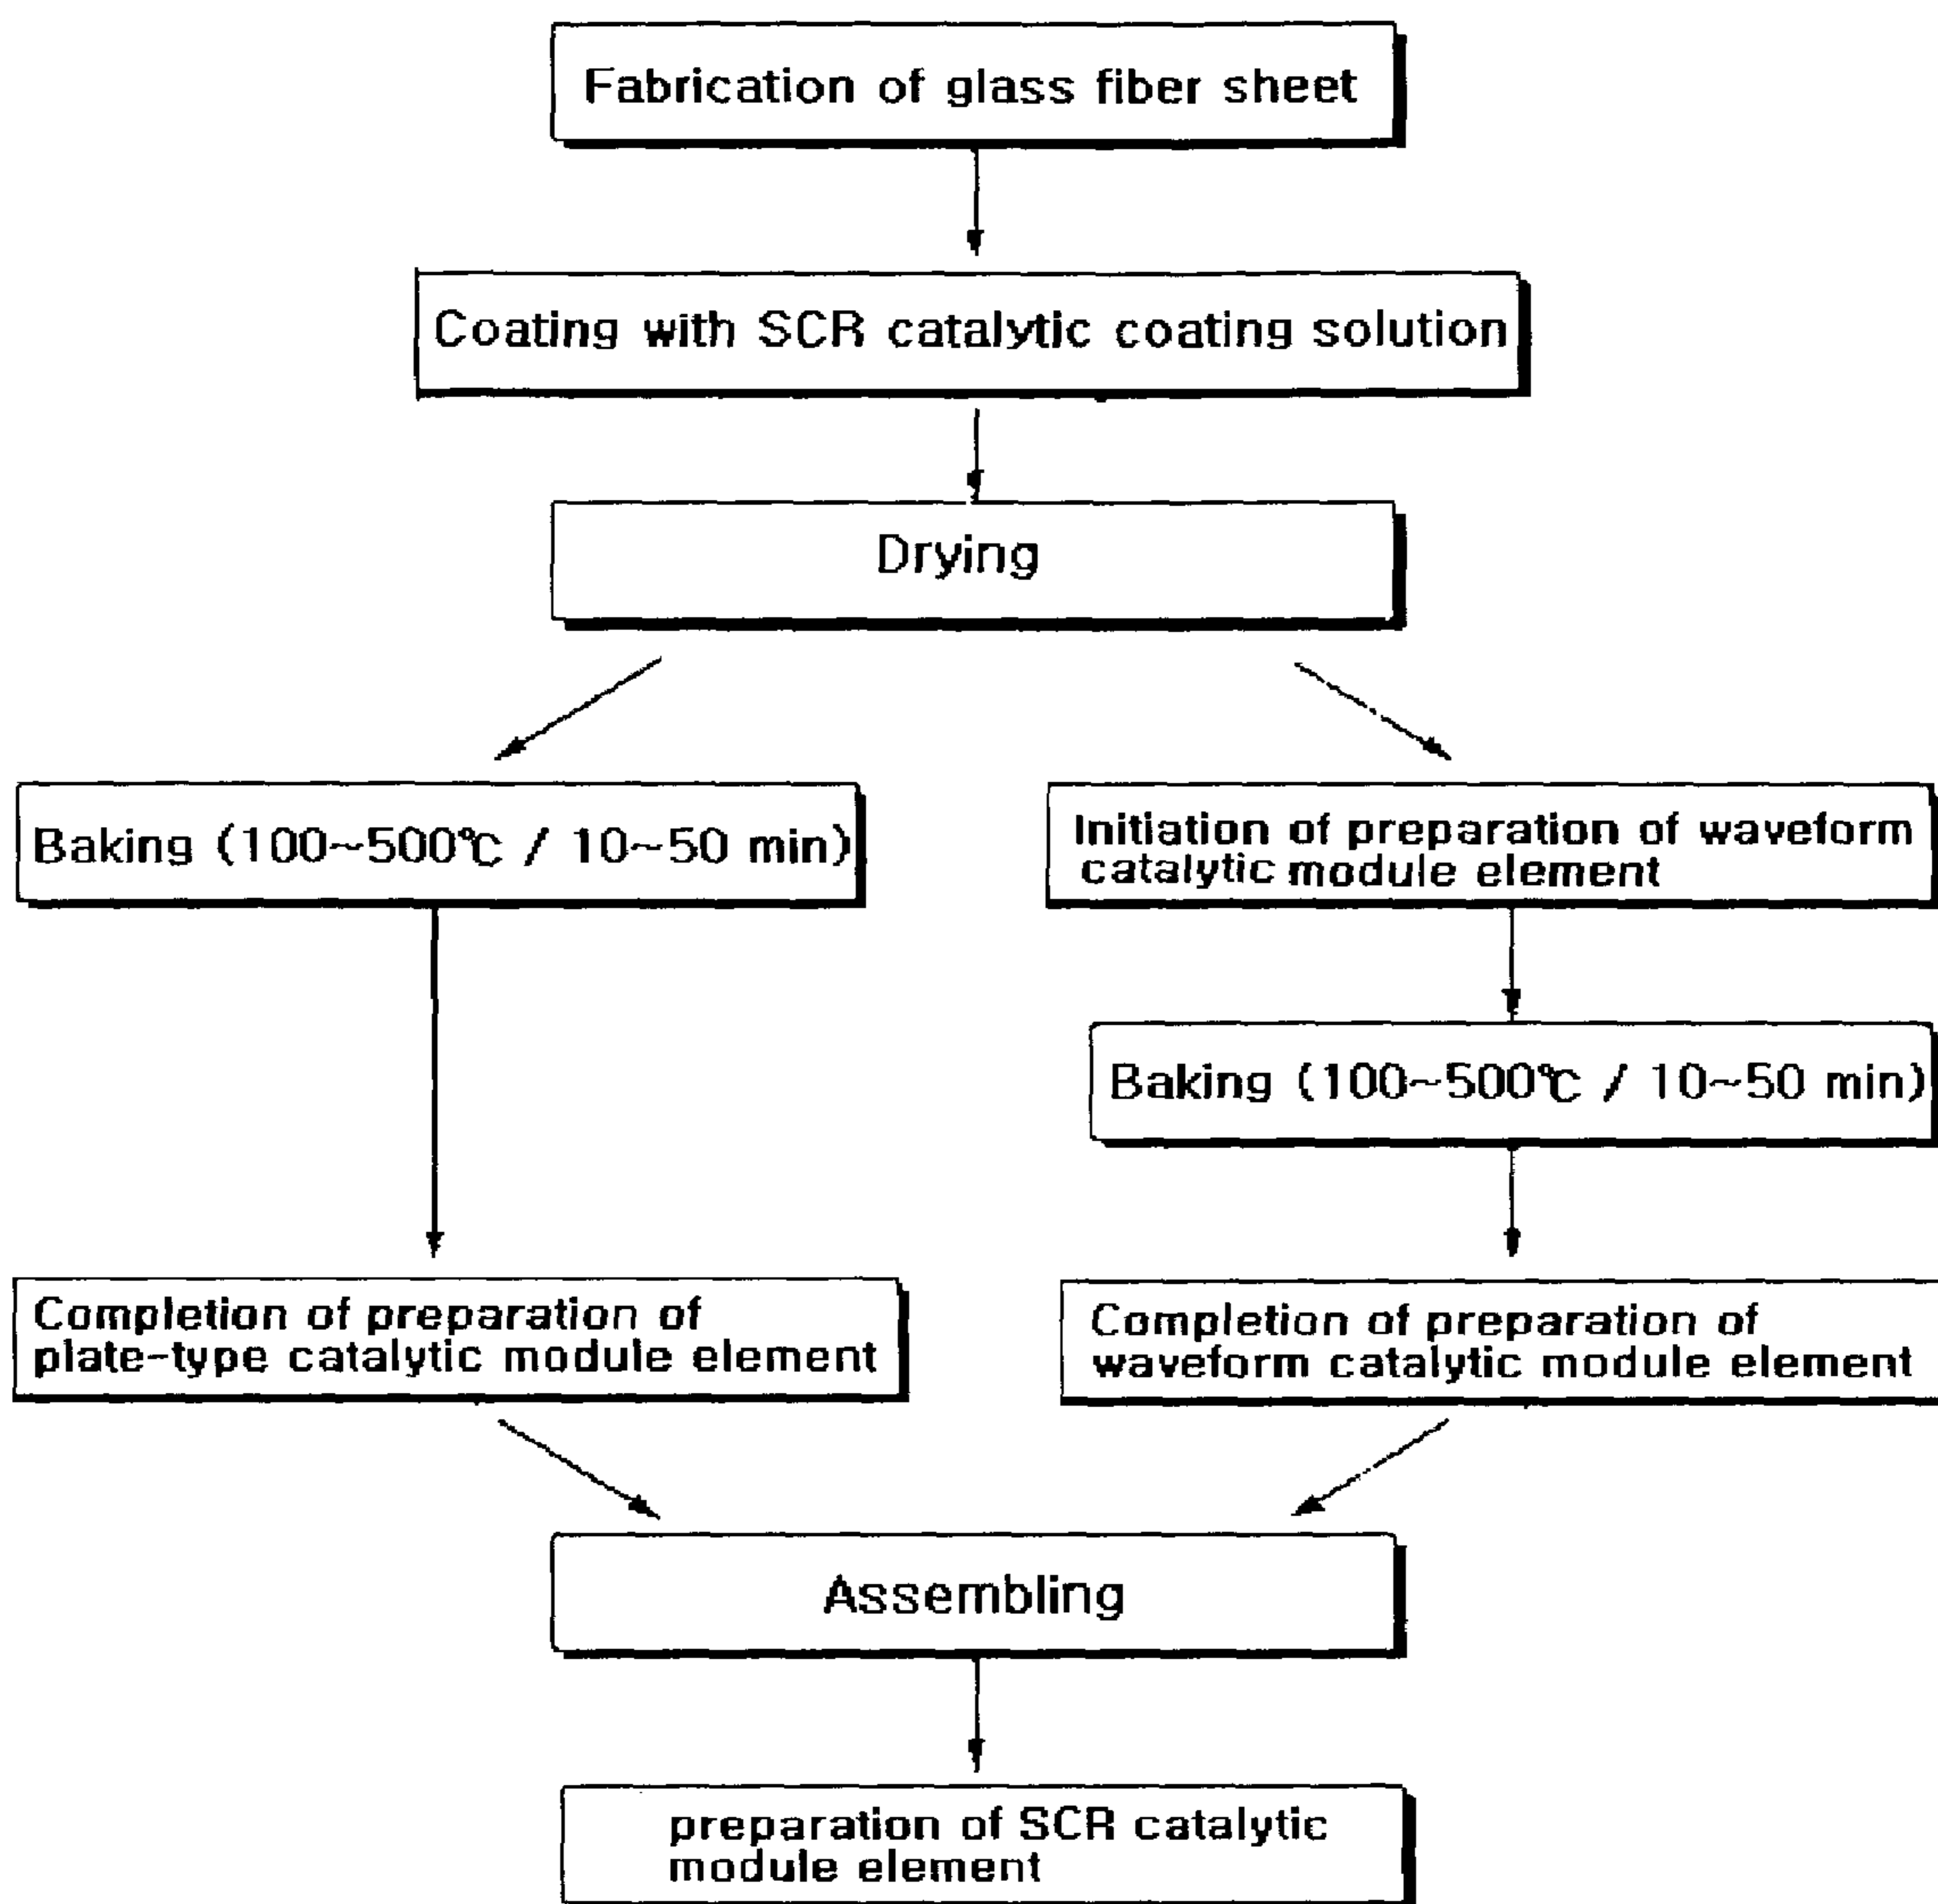 Fabrication of glass fiber sheet
Coating with SCR catalytic coating solution
Drying
Baking (100~500℃ / 10~50 min)
Initiation of preparation of waveform
catalytic module element
Baking (100~500℃ / 10~50 min)
Completion of preparation of
plate-type catalytic module element
Completion of preparation of
waveform catalytic module element
Assembling
preparation of SCR catalytic
module element